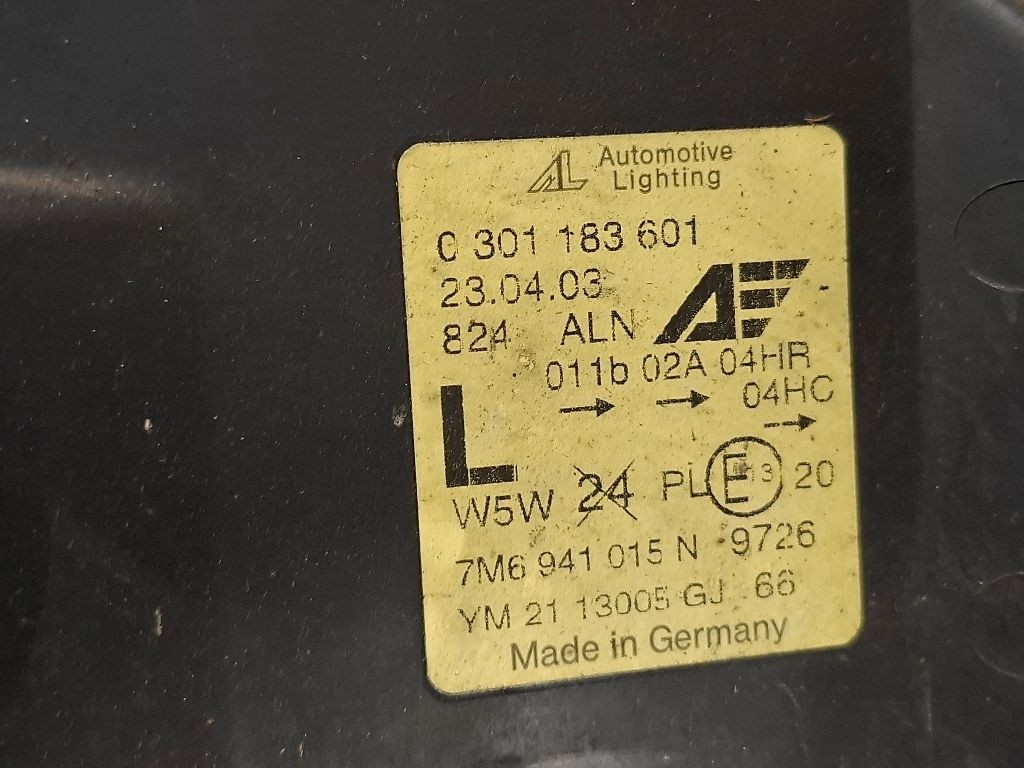 AL Automotive
Lighting
0 301 183 601
23.04.03
824 ALN AF
011b 02A 04HR
04HC
L
W5W 24 PL E13 20
7M6 941 015 N 9726
YM 21 13005 GJ 66
Made in Germany